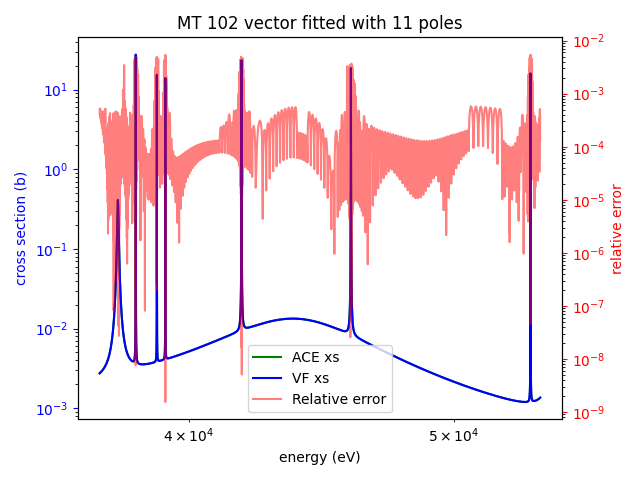 MT 102 vector fitted with 11 poles
cross section (b)
10¹
10⁰
10⁻¹
10⁻²
10⁻³
10⁻²
10⁻³
10⁻⁴
10⁻⁵
10⁻⁶
10⁻⁷
10⁻⁸
10⁻⁹
relative error
ACE xs
VF xs
Relative error
4 × 10⁴
5 × 10⁴
energy (eV)